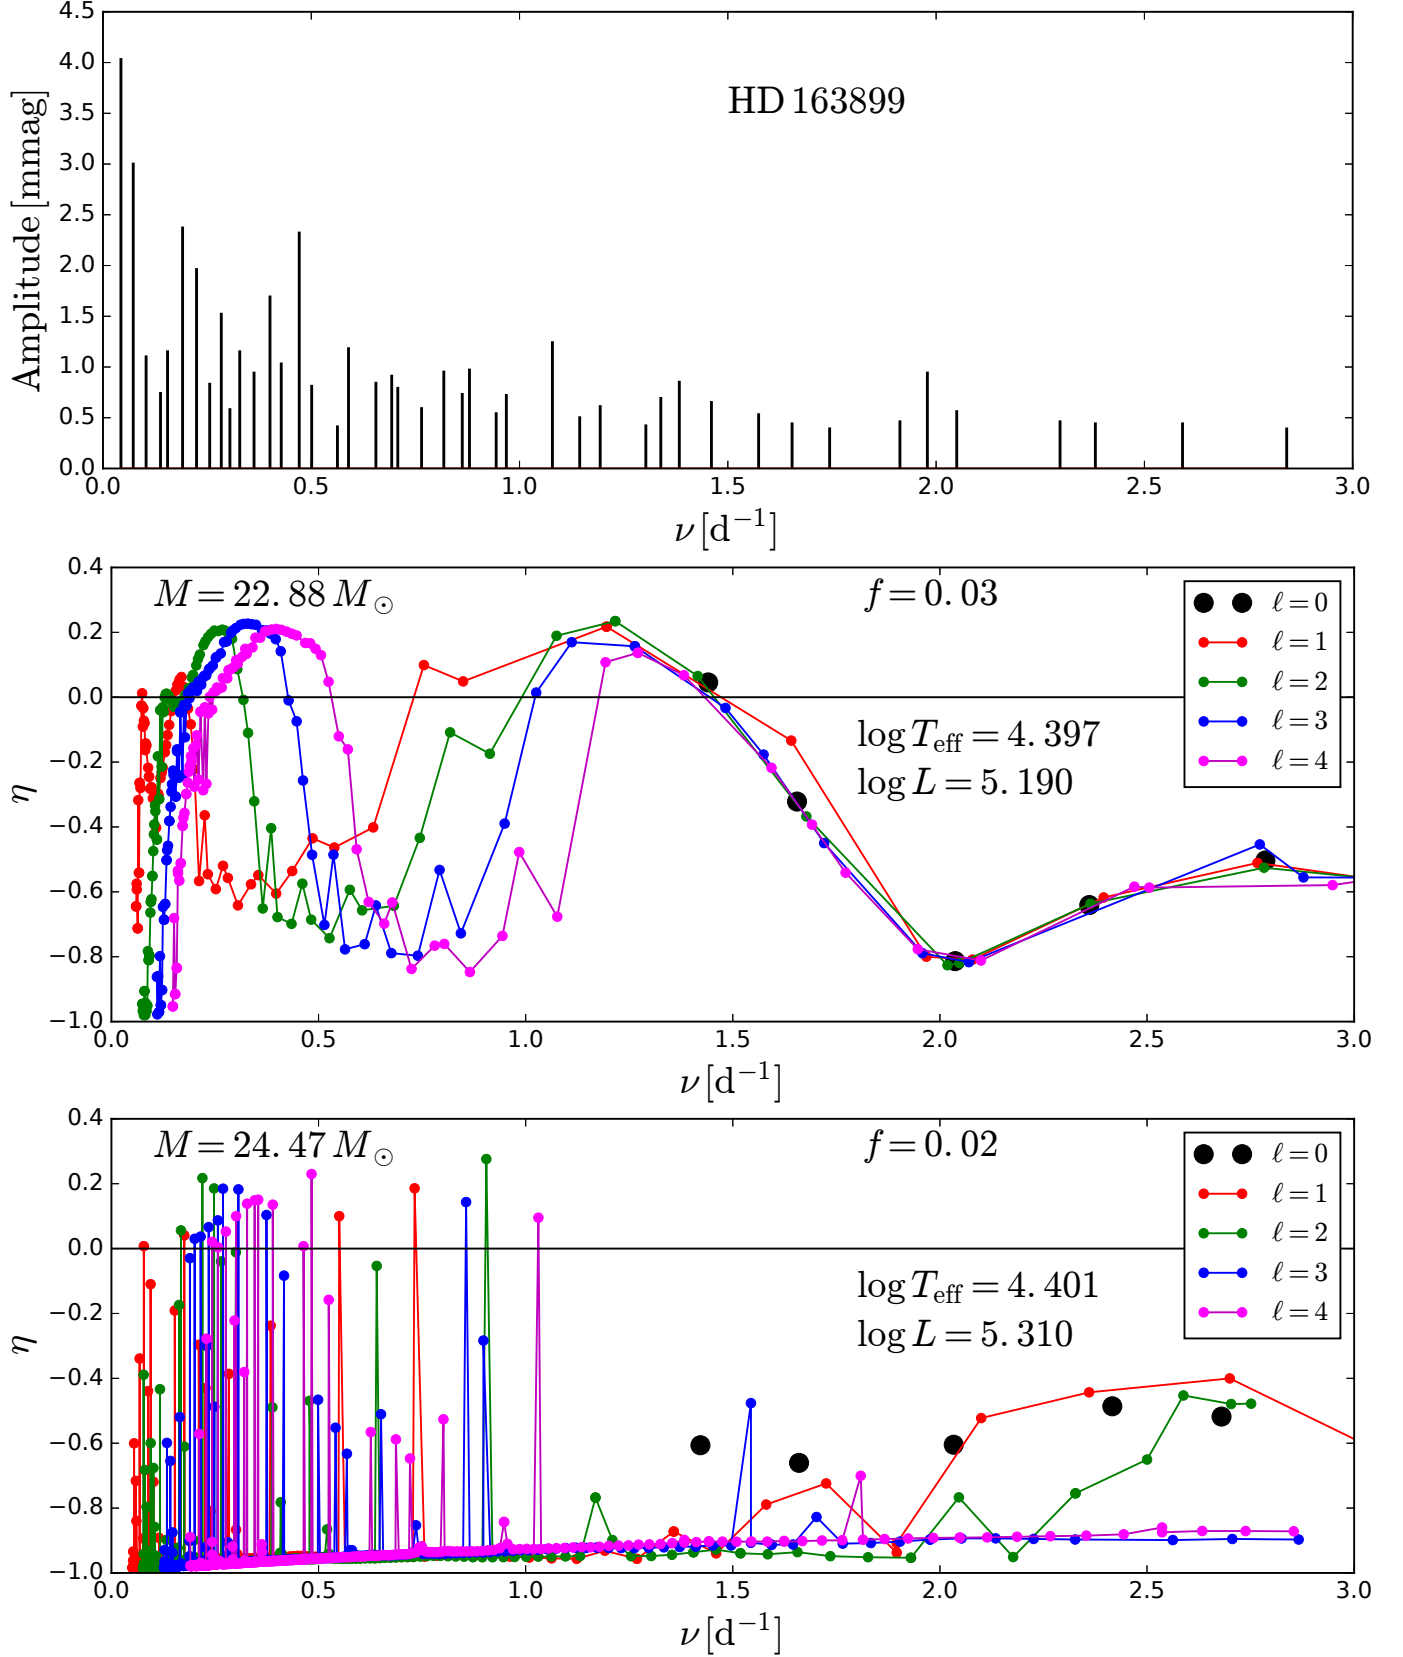 4.5
4.0
3.5
3.0
2.5
2.0
1.5
1.0
0.5
0.0
Amplitude [mmag]
HD 163899
0.0 0.5 1.0 1.5 2.0 2.5 3.0
ν [d⁻¹]
0.4
0.2
0.0
−0.2
−0.4
−0.6
−0.8
−1.0
η
M = 22.88 M⊙
f = 0.03
log Teff = 4.397
log L = 5.190
ℓ = 0
ℓ = 1
ℓ = 2
ℓ = 3
ℓ = 4
0.0 0.5 1.0 1.5 2.0 2.5 3.0
ν [d⁻¹]
0.4
0.2
0.0
−0.2
−0.4
−0.6
−0.8
−1.0
η
M = 24.47 M⊙
f = 0.02
log Teff = 4.401
log L = 5.310
ℓ = 0
ℓ = 1
ℓ = 2
ℓ = 3
ℓ = 4
0.0 0.5 1.0 1.5 2.0 2.5 3.0
ν [d⁻¹]